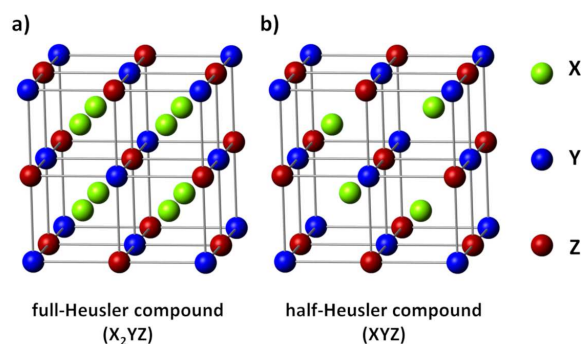 a)
b)
X
Y
Z
full-Heusler compound
(X₂YZ)
half-Heusler compound
(XYZ)